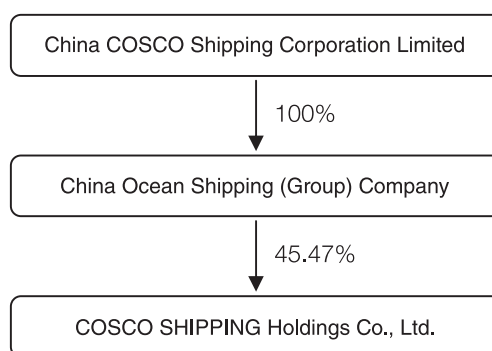 China COSCO Shipping Corporation Limited
100%
China Ocean Shipping (Group) Company
45.47%
COSCO SHIPPING Holdings Co., Ltd.